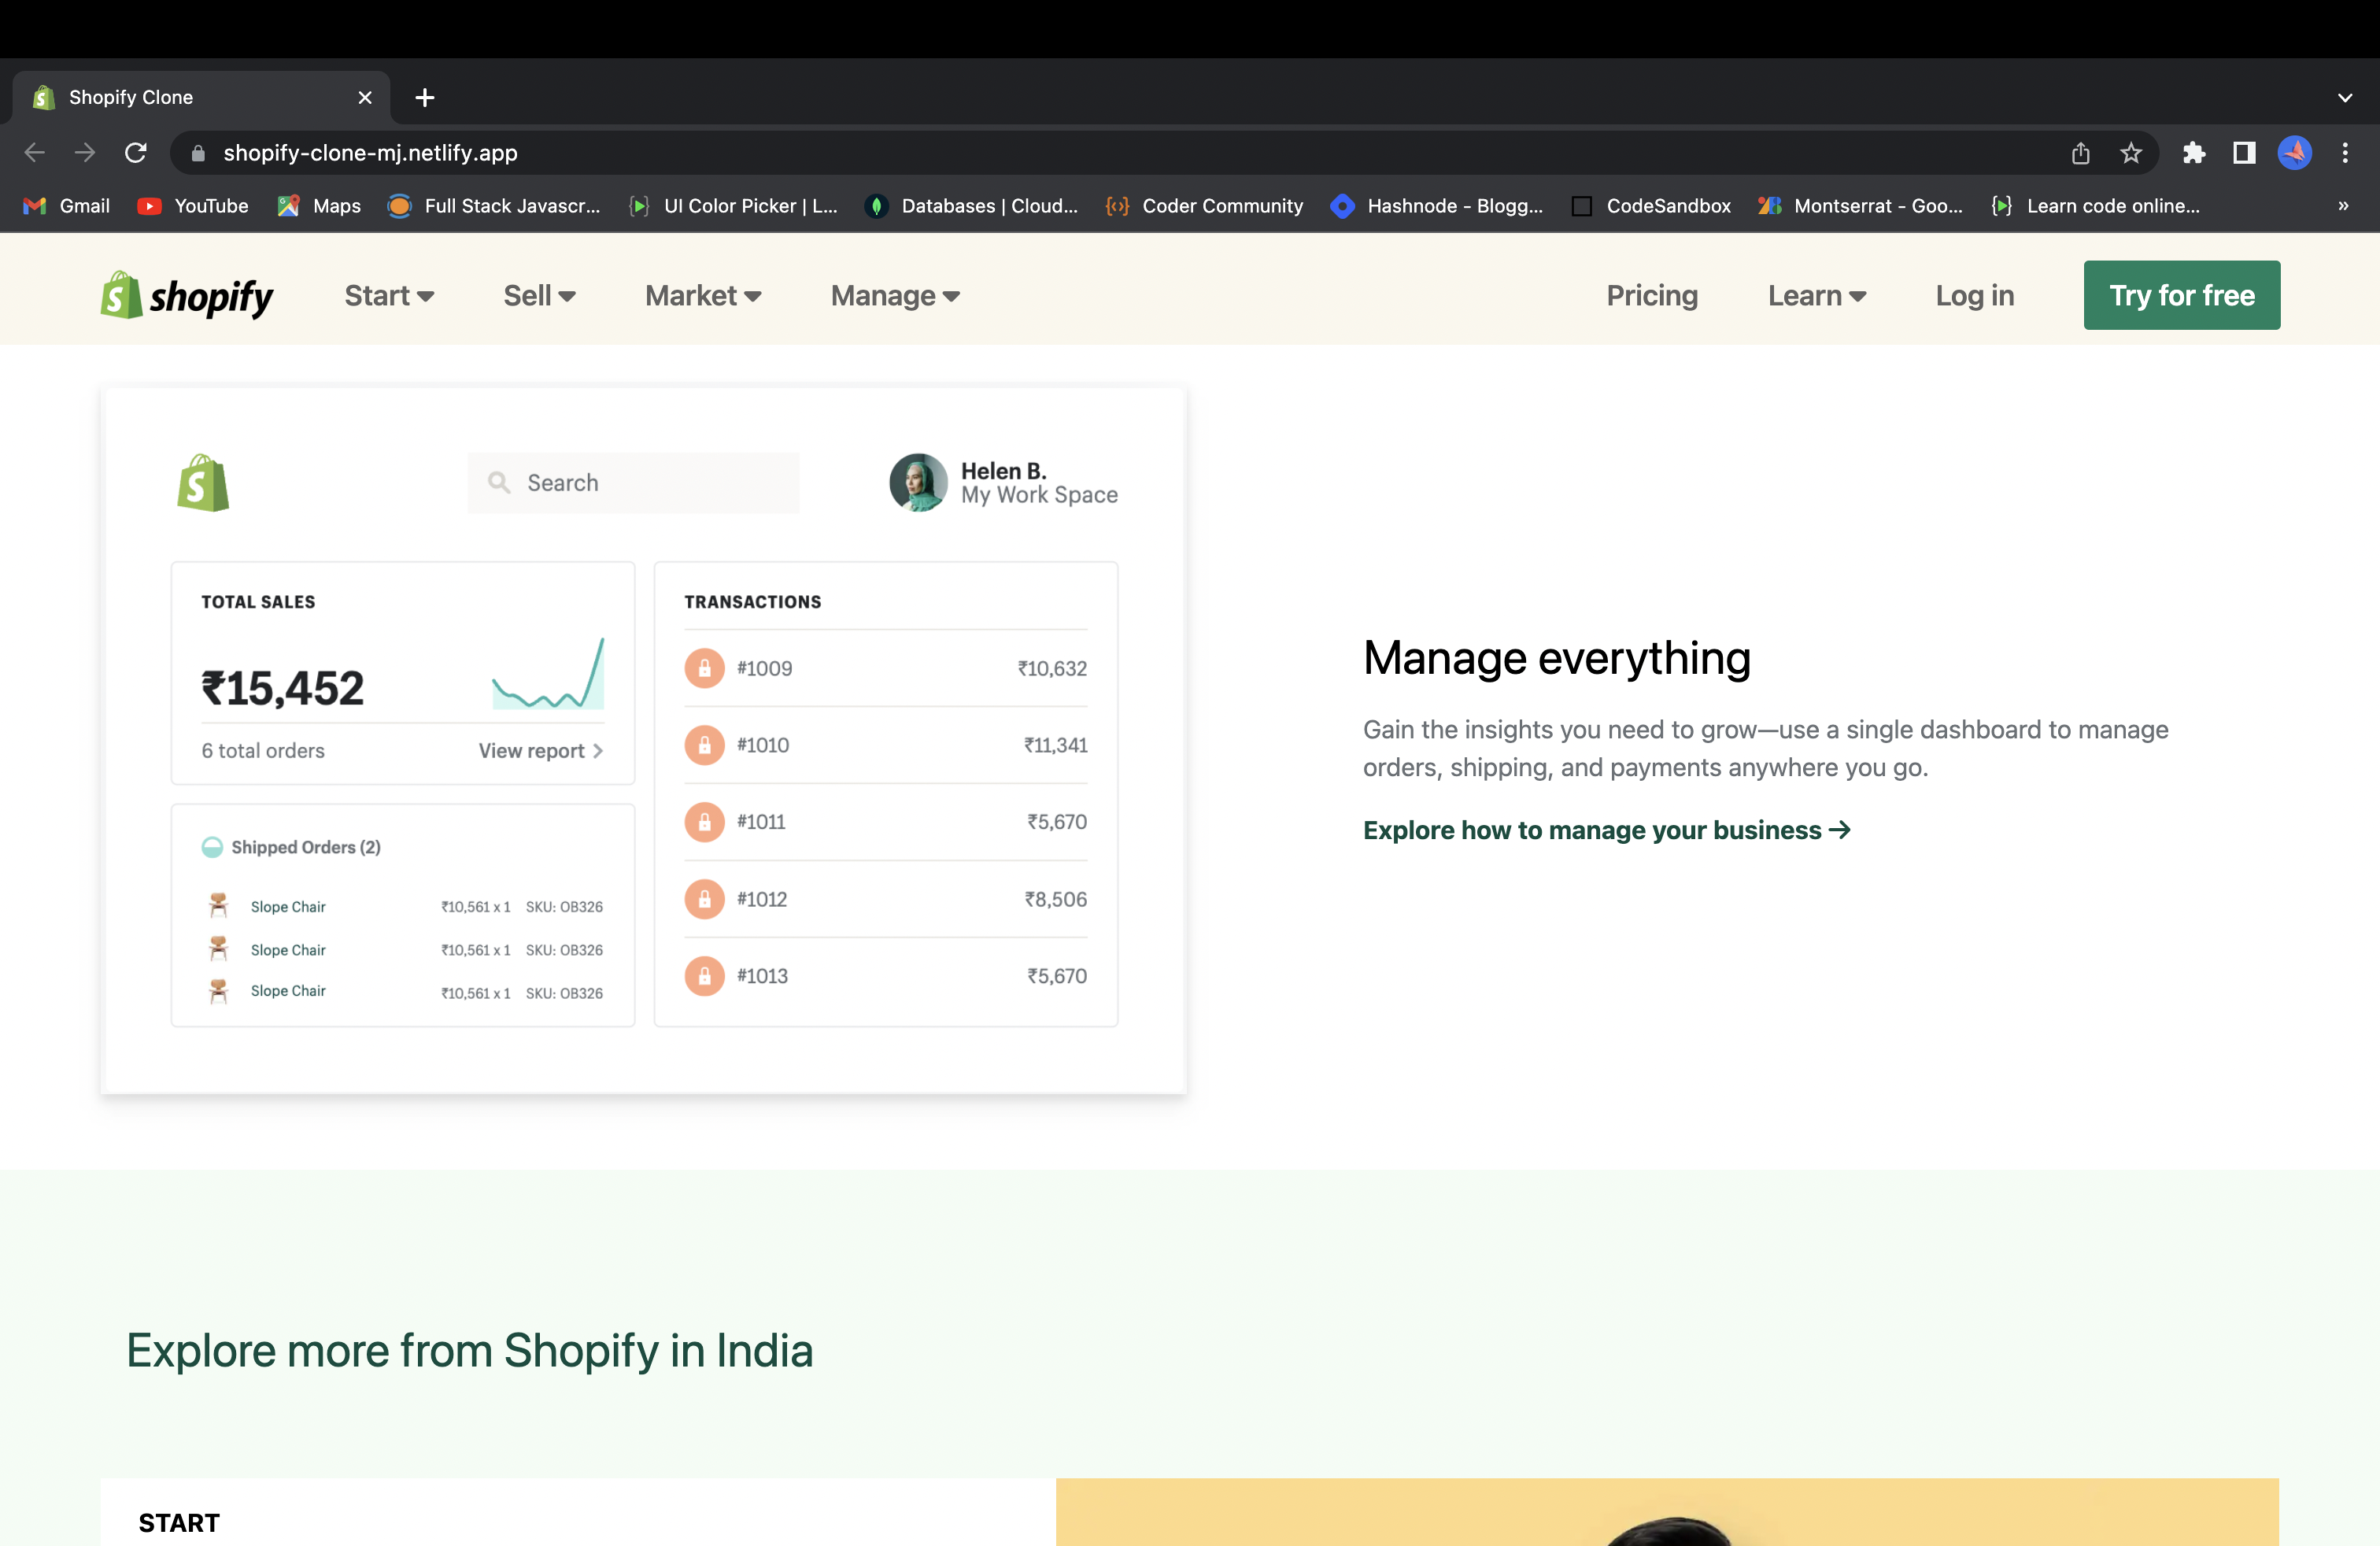 Shopify Clone
shopify-clone-mj.netlify.app
Gmail YouTube Maps Full Stack Javascr... UI Color Picker | L... Databases | Cloud... Coder Community Hashnode - Blogg... CodeSandbox Montserrat - Goo... Learn code online... »
shopify Start Sell Market Manage Pricing Learn Log in Try for free
Search
Helen B.
My Work Space
TOTAL SALES
₹15,452
6 total orders View report
Shipped Orders (2)
Slope Chair ₹10,561 x 1 SKU: OB326
Slope Chair ₹10,561 x 1 SKU: OB326
Slope Chair ₹10,561 x 1 SKU: OB326
TRANSACTIONS
#1009 ₹10,632
#1010 ₹11,341
#1011 ₹5,670
#1012 ₹8,506
#1013 ₹5,670
Manage everything
Gain the insights you need to grow—use a single dashboard to manage
orders, shipping, and payments anywhere you go.
Explore how to manage your business →
Explore more from Shopify in India
START